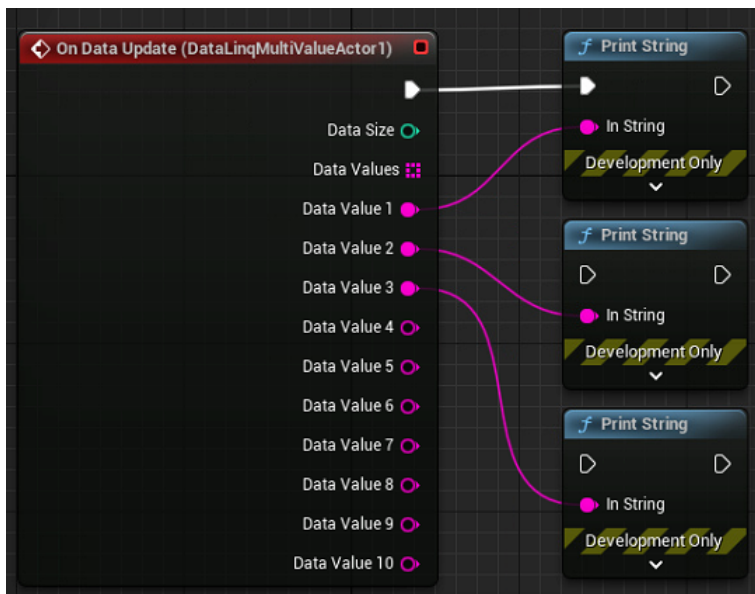 On Data Update (DataLinqMultiValueActor1)
Data Size
Data Values
Data Value 1
Data Value 2
Data Value 3
Data Value 4
Data Value 5
Data Value 6
Data Value 7
Data Value 8
Data Value 9
Data Value 10
f Print String
In String
Development Only
f Print String
In String
Development Only
f Print String
In String
Development Only